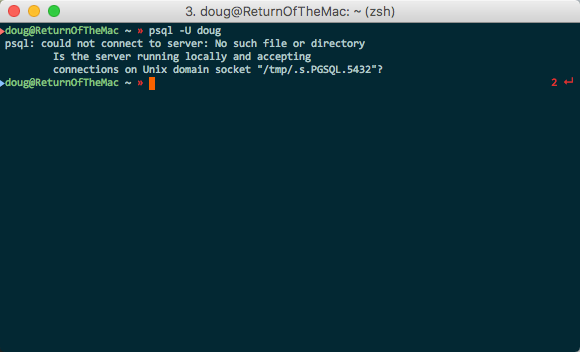 3. doug@ReturnOfTheMac: ~ (zsh)
doug@ReturnOfTheMac ~ » psql -U doug
psql: could not connect to server: No such file or directory
        Is the server running locally and accepting
        connections on Unix domain socket "/tmp/.s.PGSQL.5432"?
doug@ReturnOfTheMac ~ » 2 ↵